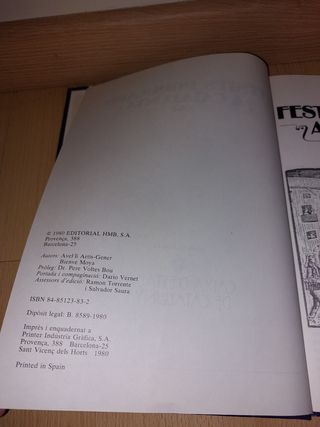 © 1980 EDITORIAL HMB, S.A.
Provença, 388
Barcelona-25
Autors: Avel·lí Artís-Gener
Bienve Moya
Pròleg: Dr. Pere Voltes Bou
Portada i compaginació: Dario Vernet
Assessors d'edició: Ramon Torrente
i Salvador Saura
ISBN 84-85123-83-2
Dipòsit legal: B. 8589-1980
Imprès i enquadernat a
Printer Indústria Gràfica, S.A.
Provença, 388 Barcelona-25
Sant Vicenç dels Horts 1980
Printed in Spain
FEST